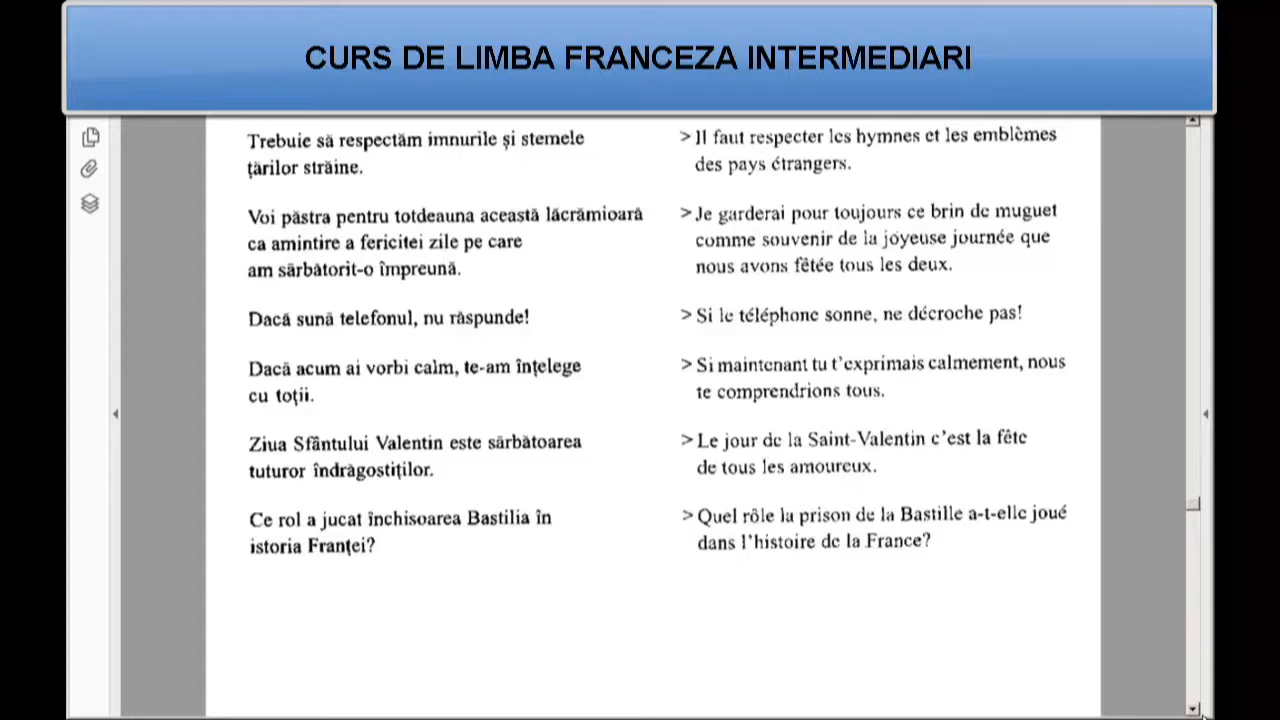 CURS DE LIMBA FRANCEZA INTERMEDIARI
Trebuie să respectăm imnurile și stemele
țărilor străine.
> Il faut respecter les hymnes et les emblèmes
des pays étrangers.
Voi păstra pentru totdeauna această lăcrămioară
ca amintire a fericitei zile pe care
am sărbătorit-o împreună.
> Je garderai pour toujours ce brin de muguet
comme souvenir de la joyeuse journée que
nous avons fêtée tous les deux.
Dacă sună telefonul, nu răspunde!
> Si le téléphone sonne, ne décroche pas!
Dacă acum ai vorbi calm, te-am înțelege
cu toții.
> Si maintenant tu t'exprimais calmement, nous
te comprendrions tous.
Ziua Sfântului Valentin este sărbătoarea
tuturor îndrăgostiților.
> Le jour de la Saint-Valentin c'est la fête
de tous les amoureux.
Ce rol a jucat închisoarea Bastilia în
istoria Franței?
> Quel rôle la prison de la Bastille a-t-elle joué
dans l'histoire de la France?